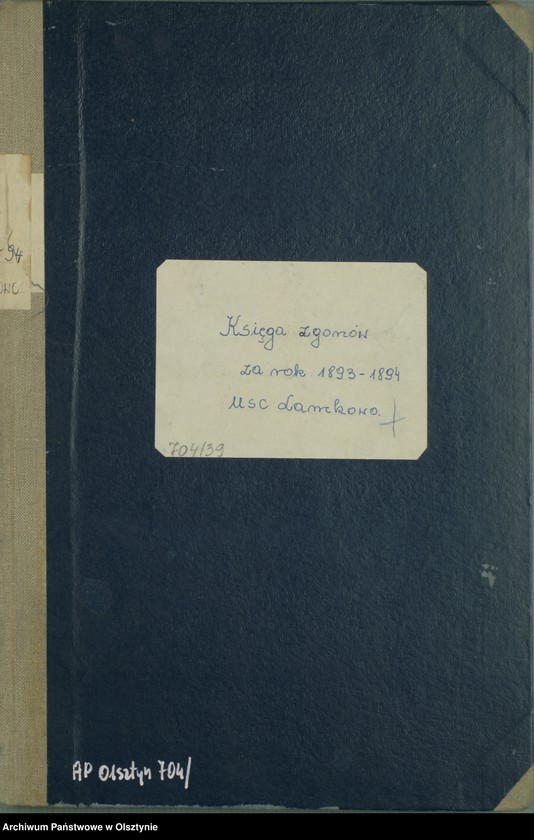 -94
Księga zgonów
za rok 1893-1894
USC Lamkowo.
704/39
AP Olsztyn 704/
Archiwum Państwowe w Olsztynie